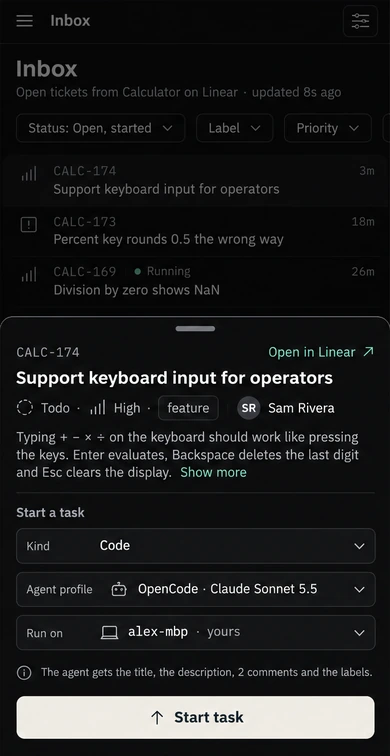 Inbox
Inbox
Open tickets from Calculator on Linear · updated 8s ago
Status: Open, started
Label
Priority
CALC-174 3m
Support keyboard input for operators
CALC-173 18m
Percent key rounds 0.5 the wrong way
CALC-169 Running 26m
Division by zero shows NaN
CALC-174 Open in Linear ↗
Support keyboard input for operators
Todo · High · feature SR Sam Rivera
Typing + − × ÷ on the keyboard should work like pressing
the keys. Enter evaluates, Backspace deletes the last digit
and Esc clears the display. Show more
Start a task
Kind Code
Agent profile OpenCode · Claude Sonnet 5.5
Run on alex-mbp · yours
The agent gets the title, the description, 2 comments and the labels.
↑ Start task